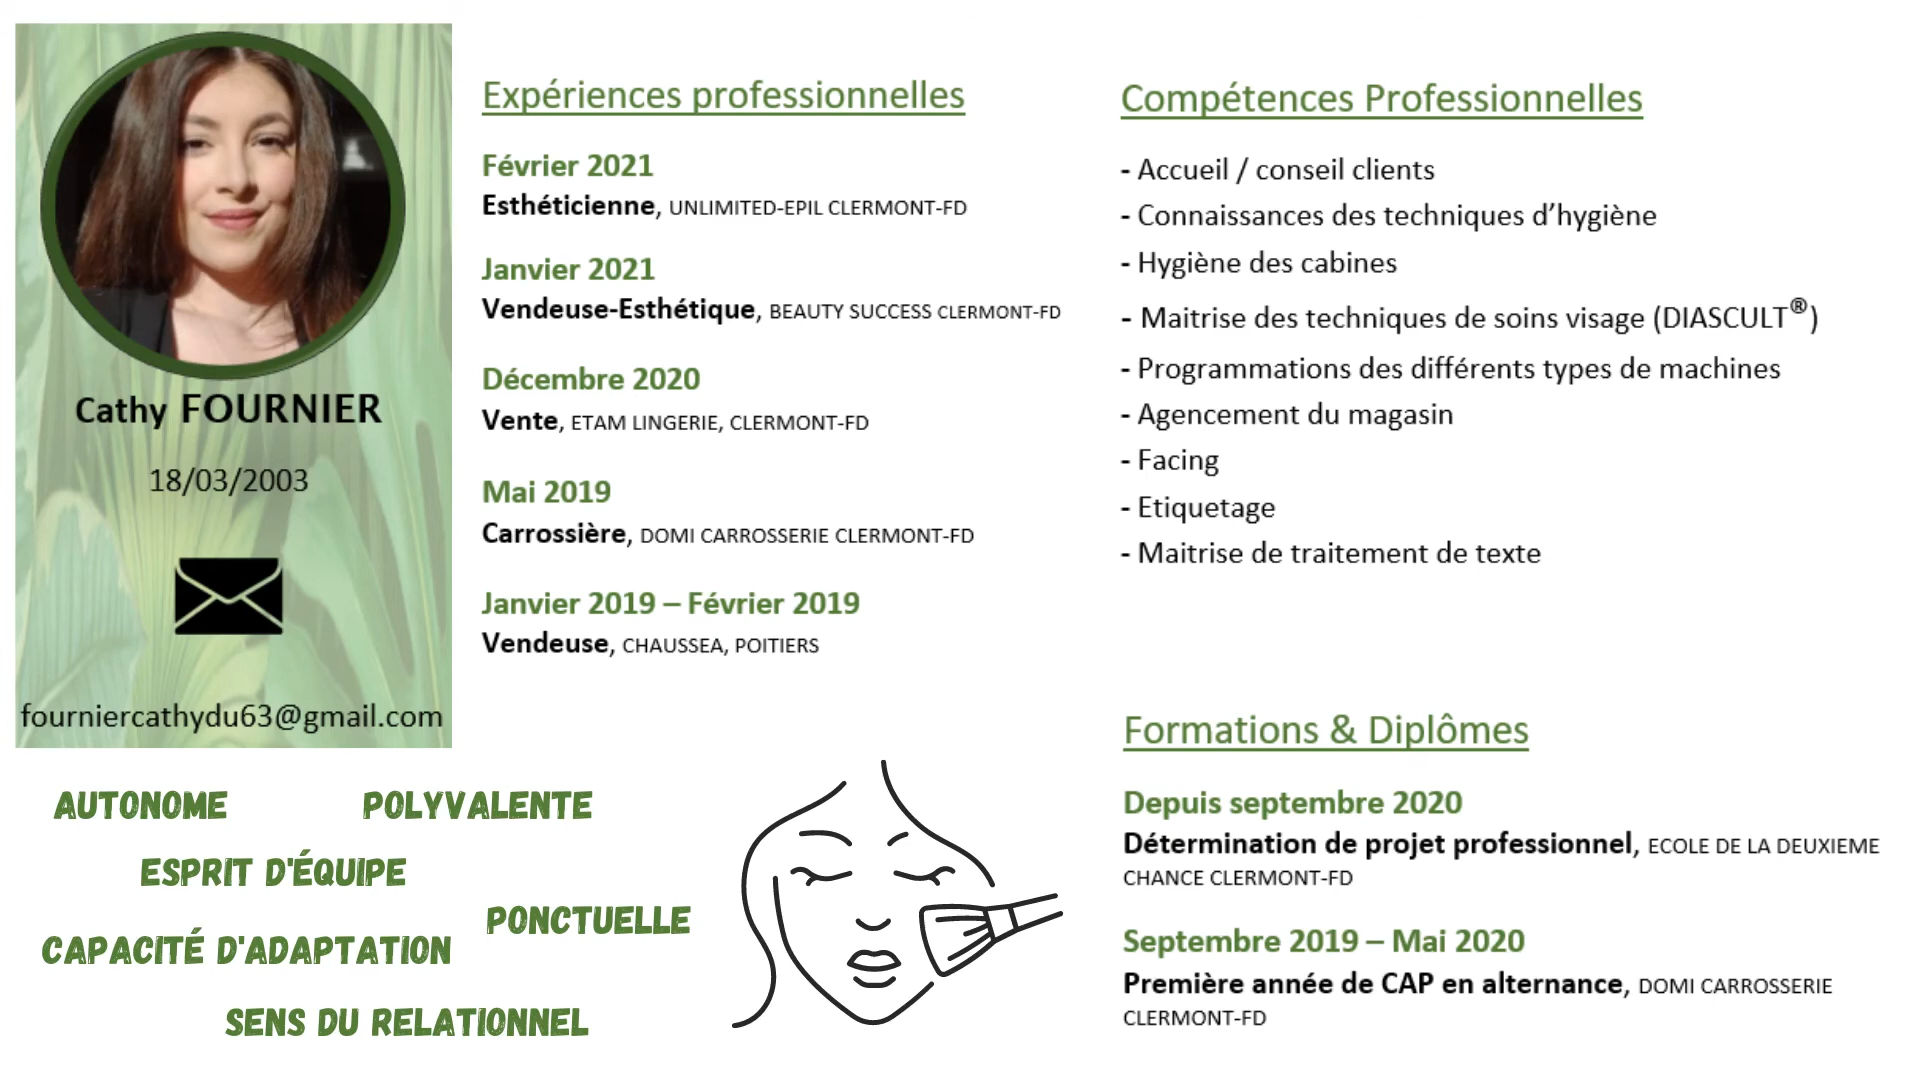 Cathy FOURNIER
18/03/2003
fourniercathydu63@gmail.com
AUTONOME
POLYVALENTE
ESPRIT D'ÉQUIPE
PONCTUELLE
CAPACITÉ D'ADAPTATION
SENS DU RELATIONNEL
Expériences professionnelles
Février 2021
Esthéticienne, UNLIMITED-EPIL CLERMONT-FD
Janvier 2021
Vendeuse-Esthétique, BEAUTY SUCCESS CLERMONT-FD
Décembre 2020
Vente, ETAM LINGERIE, CLERMONT-FD
Mai 2019
Carrossière, DOMI CARROSSERIE CLERMONT-FD
Janvier 2019 – Février 2019
Vendeuse, CHAUSSEA, POITIERS
Compétences Professionnelles
- Accueil / conseil clients
- Connaissances des techniques d’hygiène
- Hygiène des cabines
- Maitrise des techniques de soins visage (DIASCULT®)
- Programmations des différents types de machines
- Agencement du magasin
- Facing
- Etiquetage
- Maitrise de traitement de texte
Formations & Diplômes
Depuis septembre 2020
Détermination de projet professionnel, ECOLE DE LA DEUXIEME
CHANCE CLERMONT-FD
Septembre 2019 – Mai 2020
Première année de CAP en alternance, DOMI CARROSSERIE
CLERMONT-FD